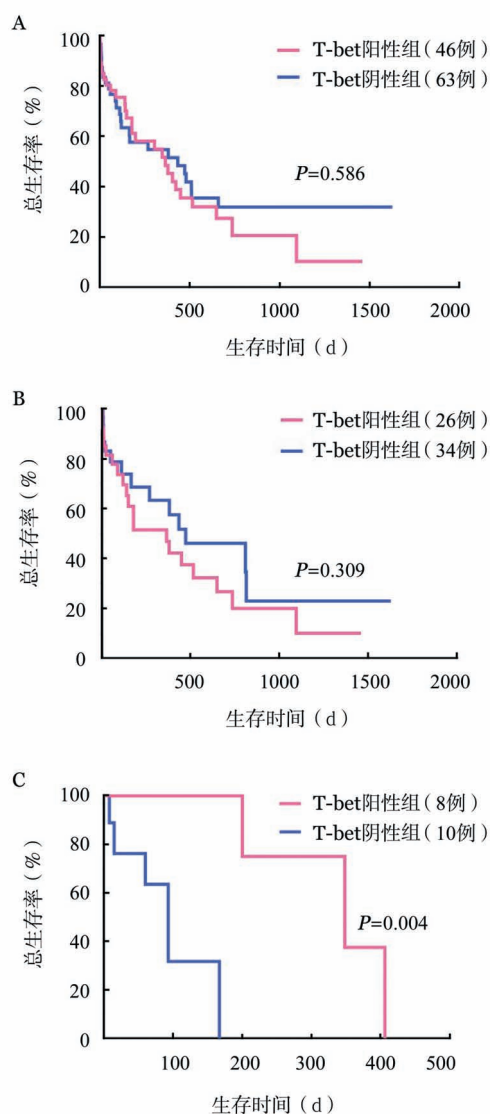 A
100
80
60
40
20
0
总生存率（%）
T-bet阳性组（46例）
T-bet阴性组（63例）
P=0.586
500
1000
1500
2000
生存时间（d）
B
100
80
60
40
20
0
总生存率（%）
T-bet阳性组（26例）
T-bet阴性组（34例）
P=0.309
500
1000
1500
2000
生存时间（d）
C
100
80
60
40
20
0
总生存率（%）
T-bet阳性组（8例）
T-bet阴性组（10例）
P=0.004
100
200
300
400
500
生存时间（d）